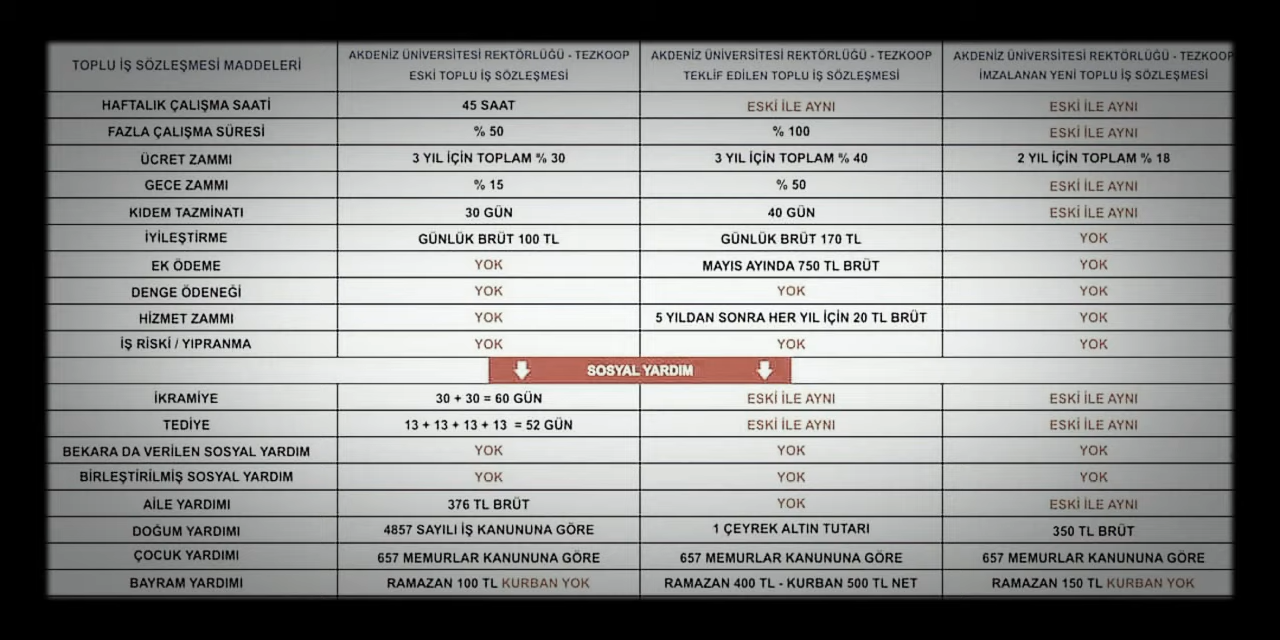 TOPLU İŞ SÖZLEŞMESİ MADDELERİ AKDENİZ ÜNİVERSİTESİ REKTÖRLÜĞÜ - TEZKOOP AKDENİZ ÜNİVERSİTESİ REKTÖRLÜĞÜ - TEZKOOP AKDENİZ ÜNİVERSİTESİ REKTÖRLÜĞÜ - TEZKOOP
ESKİ TOPLU İŞ SÖZLEŞMESİ TEKLİF EDİLEN TOPLU İŞ SÖZLEŞMESİ İMZALANAN YENİ TOPLU İŞ SÖZLEŞMESİ
HAFTALIK ÇALIŞMA SAATİ 45 SAAT ESKİ İLE AYNI ESKİ İLE AYNI
FAZLA ÇALIŞMA SÜRESİ % 50 % 100 ESKİ İLE AYNI
ÜCRET ZAMMI 3 YIL İÇİN TOPLAM % 30 3 YIL İÇİN TOPLAM % 40 2 YIL İÇİN TOPLAM % 18
GECE ZAMMI % 15 % 50 ESKİ İLE AYNI
KIDEM TAZMİNATI 30 GÜN 40 GÜN ESKİ İLE AYNI
İYİLEŞTİRME GÜNLÜK BRÜT 100 TL GÜNLÜK BRÜT 170 TL YOK
EK ÖDEME YOK MAYIS AYINDA 750 TL BRÜT YOK
DENGE ÖDENEĞİ YOK YOK YOK
HİZMET ZAMMI YOK 5 YILDAN SONRA HER YIL İÇİN 20 TL BRÜT YOK
İŞ RİSKİ / YIPRANMA YOK YOK YOK
SOSYAL YARDIM
İKRAMİYE 30 + 30 = 60 GÜN ESKİ İLE AYNI ESKİ İLE AYNI
TEDİYE 13 + 13 + 13 + 13 = 52 GÜN ESKİ İLE AYNI ESKİ İLE AYNI
BEKARA DA VERİLEN SOSYAL YARDIM YOK YOK YOK
BİRLEŞTİRİLMİŞ SOSYAL YARDIM YOK YOK YOK
AİLE YARDIMI 376 TL BRÜT YOK ESKİ İLE AYNI
DOĞUM YARDIMI 4857 SAYILI İŞ KANUNUNA GÖRE 1 ÇEYREK ALTIN TUTARI 350 TL BRÜT
ÇOCUK YARDIMI 657 MEMURLAR KANUNUNA GÖRE 657 MEMURLAR KANUNUNA GÖRE 657 MEMURLAR KANUNUNA GÖRE
BAYRAM YARDIMI RAMAZAN 100 TL KURBAN YOK RAMAZAN 400 TL - KURBAN 500 TL NET RAMAZAN 150 TL KURBAN YOK